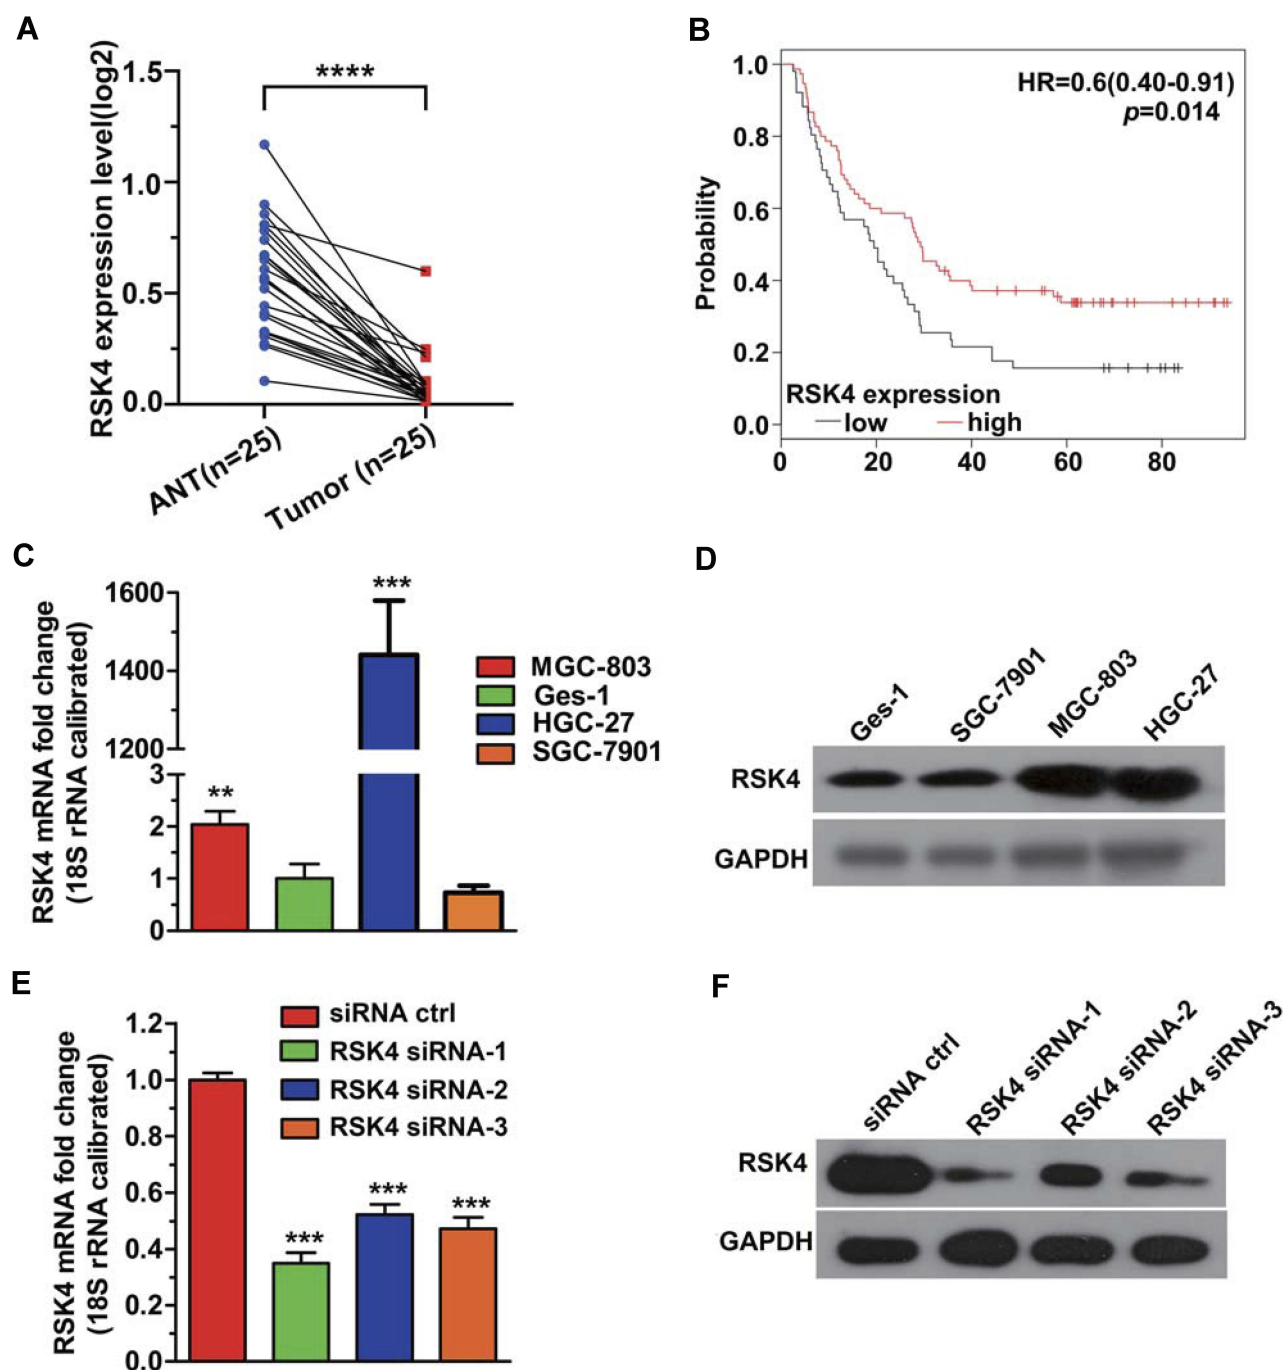 A
RSK4 expression level(log2)
1.5
1.0
0.5
0.0
****
ANT(n=25)
Tumor (n=25)
B
Probability
1.0
0.8
0.6
0.4
0.2
0.0
HR=0.6(0.40-0.91)
p=0.014
RSK4 expression
low
high
0
20
40
60
80
C
RSK4 mRNA fold change
(18S rRNA calibrated)
1600
1400
1200
3
2
1
0
**
***
MGC-803
Ges-1
HGC-27
SGC-7901
D
Ges-1
SGC-7901
MGC-803
HGC-27
RSK4
GAPDH
E
RSK4 mRNA fold change
(18S rRNA calibrated)
1.2
1.0
0.8
0.6
0.4
0.2
0.0
***
***
***
siRNA ctrl
RSK4 siRNA-1
RSK4 siRNA-2
RSK4 siRNA-3
F
siRNA ctrl
RSK4 siRNA-1
RSK4 siRNA-2
RSK4 siRNA-3
RSK4
GAPDH